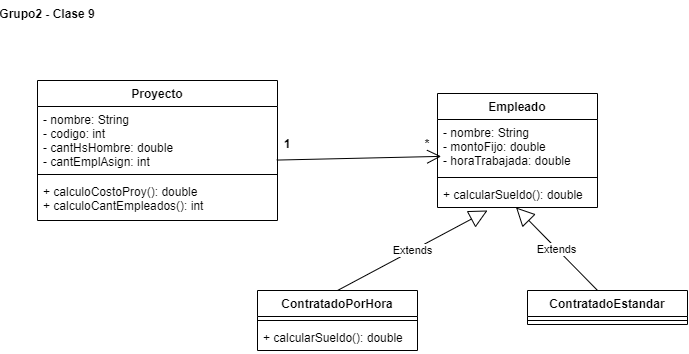 Grupo2 - Clase 9
Proyecto
- nombre: String
- codigo: int
- cantHsHombre: double
- cantEmplAsign: int
+ calculoCostoProy(): double
+ calculoCantEmpleados(): int
1
*
Empleado
- nombre: String
- montoFijo: double
- horaTrabajada: double
+ calcularSueldo(): double
Extends
Extends
ContratadoPorHora
+ calcularSueldo(): double
ContratadoEstandar